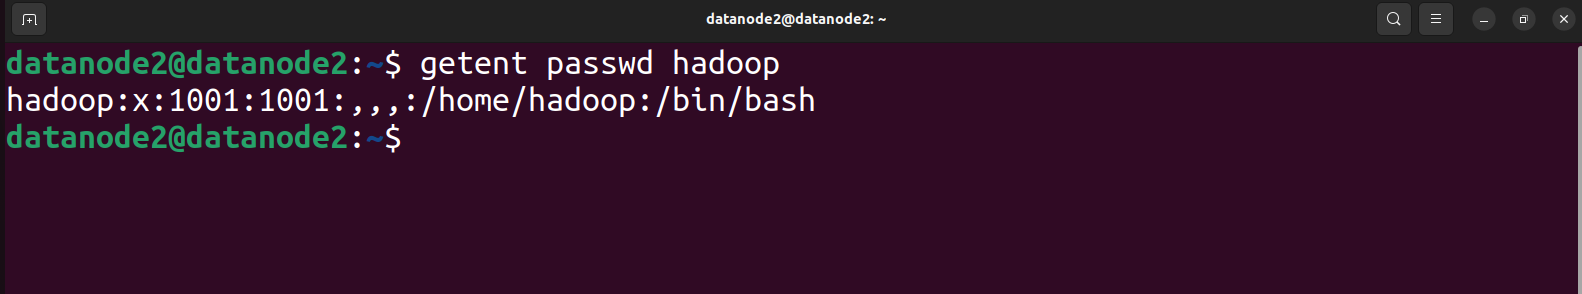 datanode2@datanode2: ~
datanode2@datanode2:~$ getent passwd hadoop
hadoop:x:1001:1001:,,,:/home/hadoop:/bin/bash
datanode2@datanode2:~$